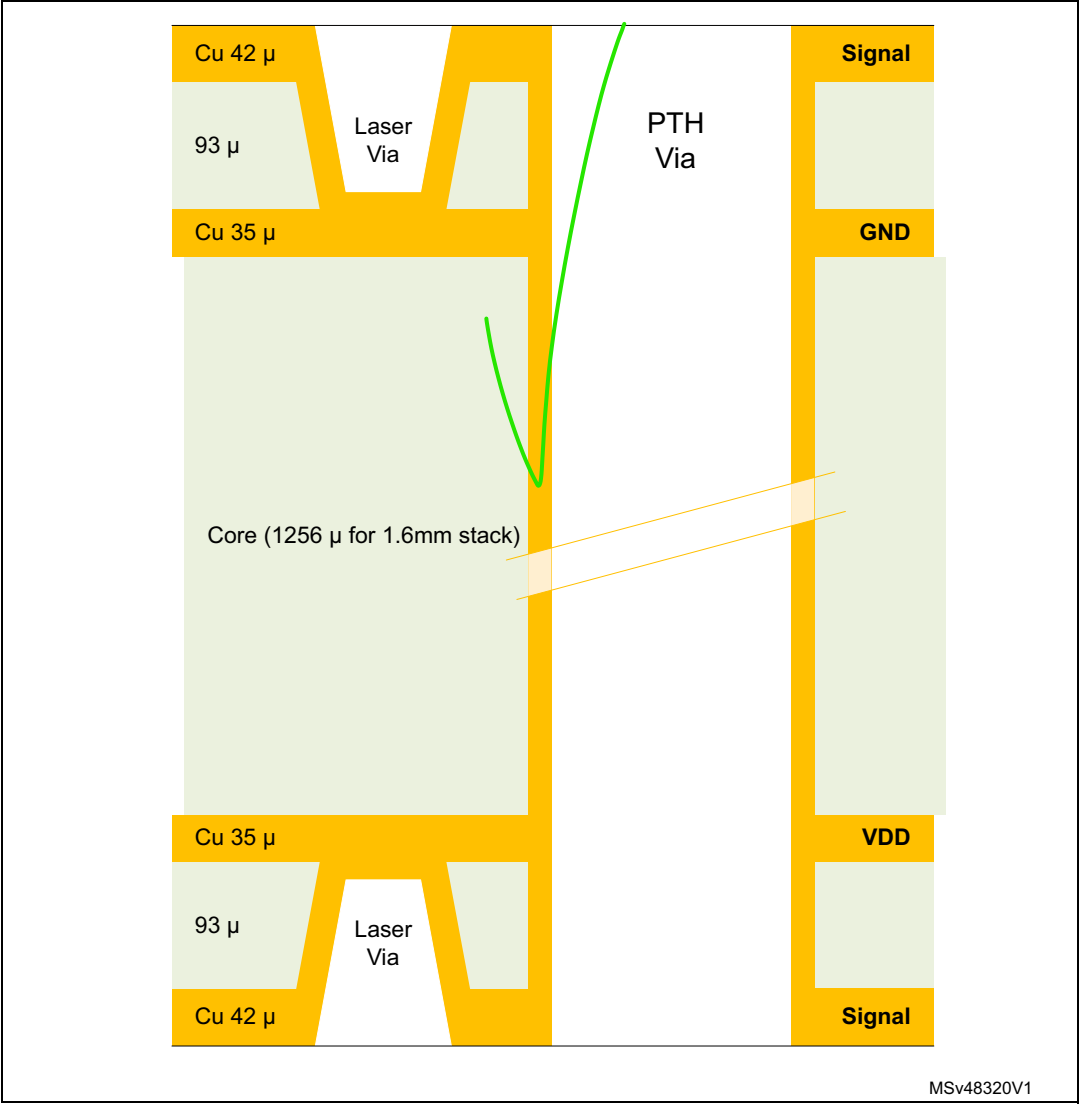 Cu 42 µ
Signal
Laser
Via
PTH
Via
93 µ
Cu 35 µ
GND
Core (1256 µ for 1.6mm stack)
Cu 35 µ
VDD
93 µ
Laser
Via
Cu 42 µ
Signal
MSv48320V1